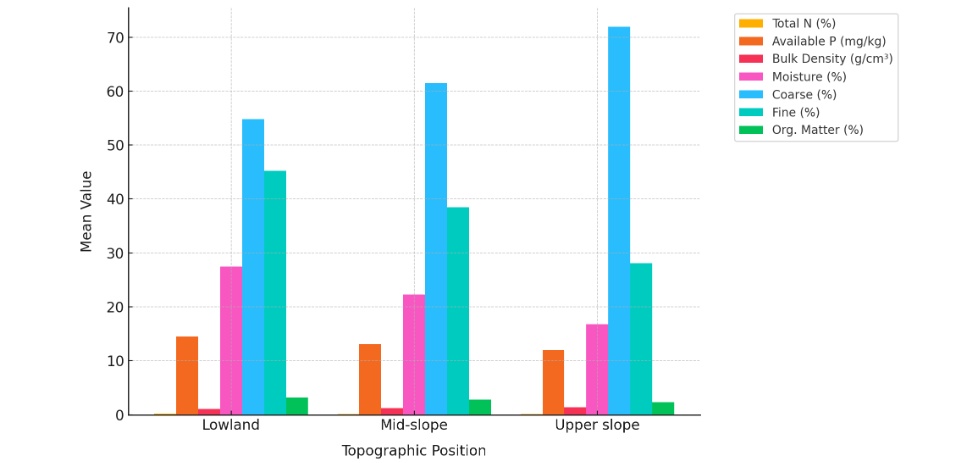 70
60
50
40
30
20
10
0
Mean Value
Lowland
Mid-slope
Upper slope
Topographic Position
Total N (%)
Available P (mg/kg)
Bulk Density (g/cm³)
Moisture (%)
Coarse (%)
Fine (%)
Org. Matter (%)